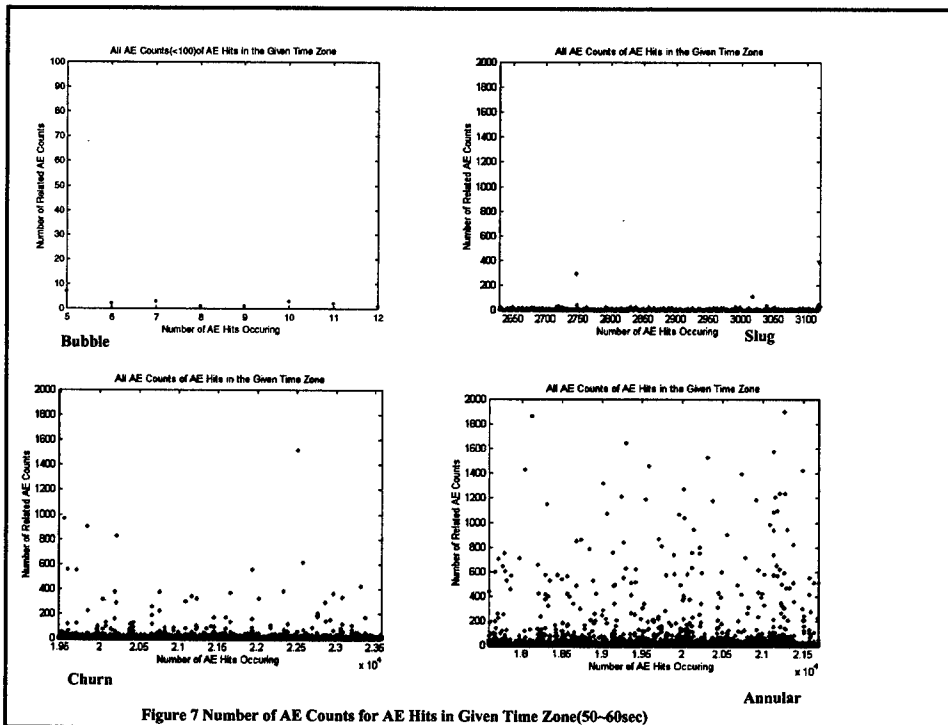 All AE Counts(<100)of AE Hits in the Given Time Zone
100
90
80
70
60
50
40
30
20
10
0
Number of Related AE Counts
5 6 7 8 9 10 11 12
Number of AE Hits Occuring
Bubble
All AE Counts of AE Hits in the Given Time Zone
2000
1800
1600
1400
1200
1000
800
600
400
200
0
Number of Related AE Counts
2650 2700 2750 2800 2850 2900 2950 3000 3050 3100
Number of AE Hits Occuring
Slug
All AE Counts of AE Hits in the Given Time Zone
2000
1800
1600
1400
1200
1000
800
600
400
200
0
Number of Related AE Counts
1.95 2 2.05 2.1 2.15 2.2 2.25 2.3 2.35
Number of AE Hits Occuring
x 10⁴
Churn
All AE Counts of AE Hits in the Given Time Zone
2000
1800
1600
1400
1200
1000
800
600
400
200
0
Number of Related AE Counts
1.8 1.85 1.9 1.95 2 2.05 2.1 2.15
Number of AE Hits Occuring
x 10⁴
Annular
Figure 7 Number of AE Counts for AE Hits in Given Time Zone(50~60sec)